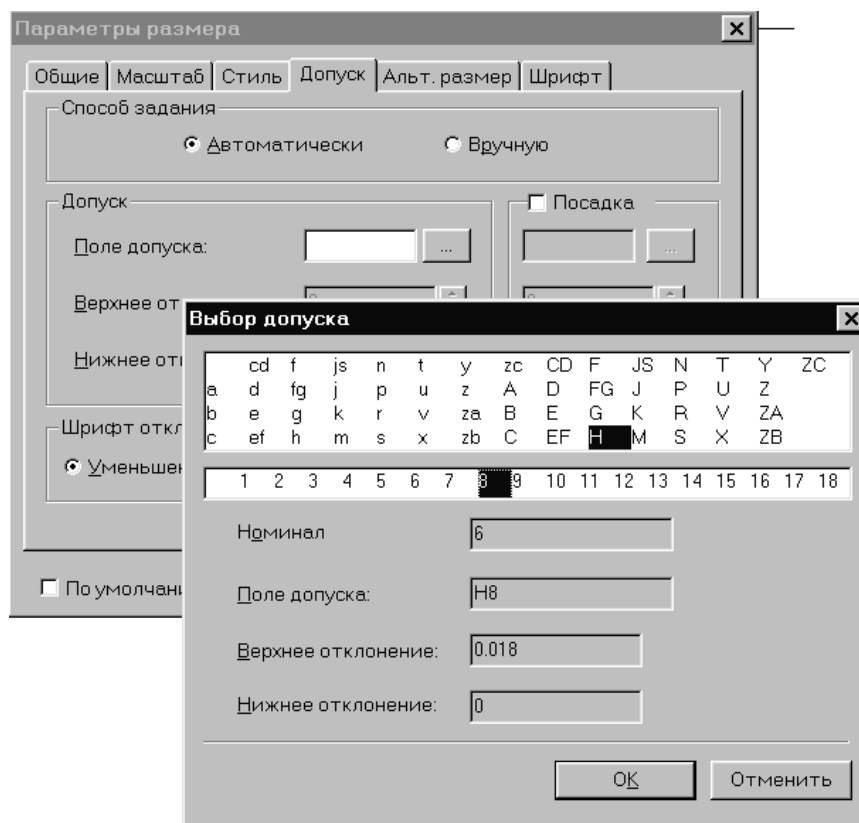 Параметры размера
Общие Масштаб Стиль Допуск Альт. размер Шрифт
Способ задания
Автоматически Вручную
Допуск Посадка
Поле допуска: ... ...
Верхнее от
Нижнее отк
Шрифт откл
Уменьшен
По умолчани
Выбор допуска
cd f js n t y zc CD F JS N T Y ZC
a d fg j p u z A D FG J P U Z
b e g k r v za B E G K R V ZA
c ef h m s x zb C EF H M S X ZB
1 2 3 4 5 6 7 8 9 10 11 12 13 14 15 16 17 18
Номинал 6
Поле допуска: H8
Верхнее отклонение: 0.018
Нижнее отклонение: 0
OK Отменить